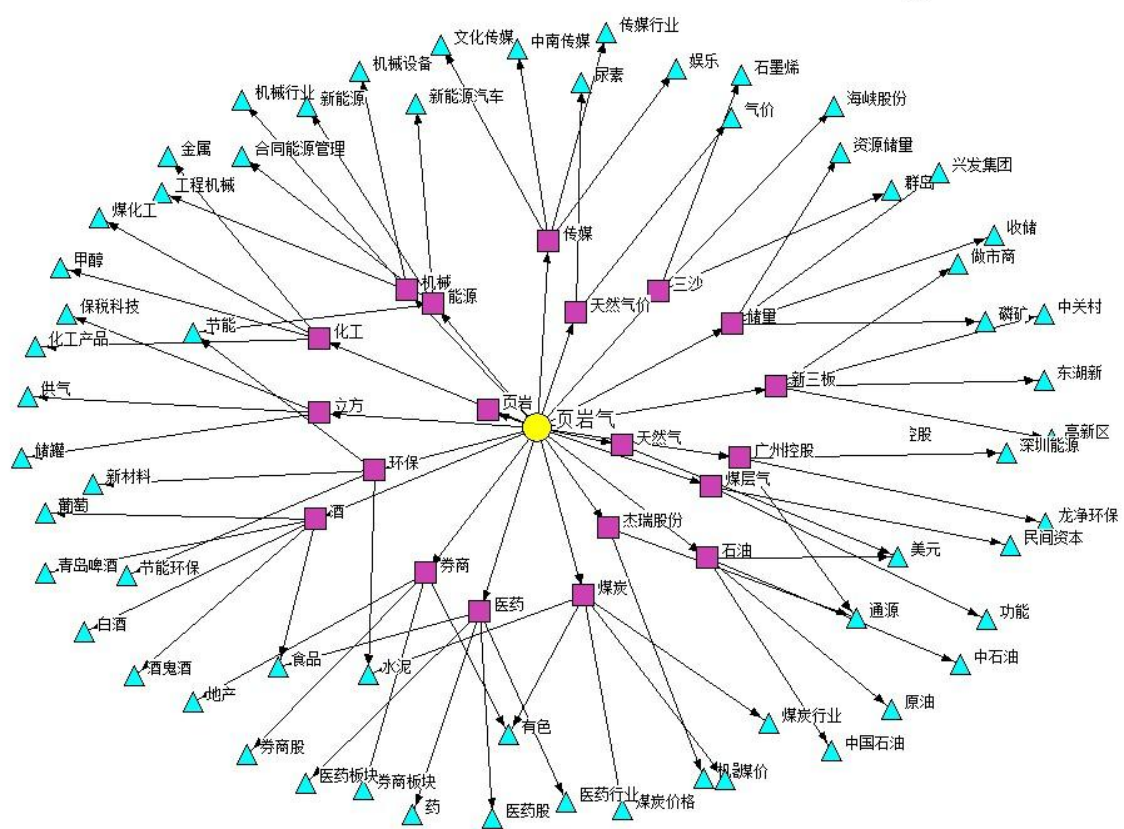 传媒行业
文化传媒
中南传媒
机械设备
娱乐
石墨烯
尿素
机械行业
新能源
新能源汽车
气价
海峡股份
金属
合同能源管理
资源储量
兴发集团
工程机械
群岛
煤化工
传媒
收储
甲醇
做市商
机械
三沙
能源
天然气价
保税科技
储量
磷矿
中关村
节能
化工
化工产品
新三板
东湖新
供气
立方
页岩
页岩气
天然气
控股
高新区
深圳能源
储罐
广州控股
环保
新材料
煤层气
葡萄
酒
杰瑞股份
龙净环保
民间资本
石油
美元
青岛啤酒
节能环保
券商
医药
煤炭
通源
功能
白酒
食品
水泥
中石油
酒鬼酒
地产
原油
煤炭行业
有色
券商股
中国石油
医药板块
券商板块
机器
煤价
药
医药股
医药行业
煤炭价格